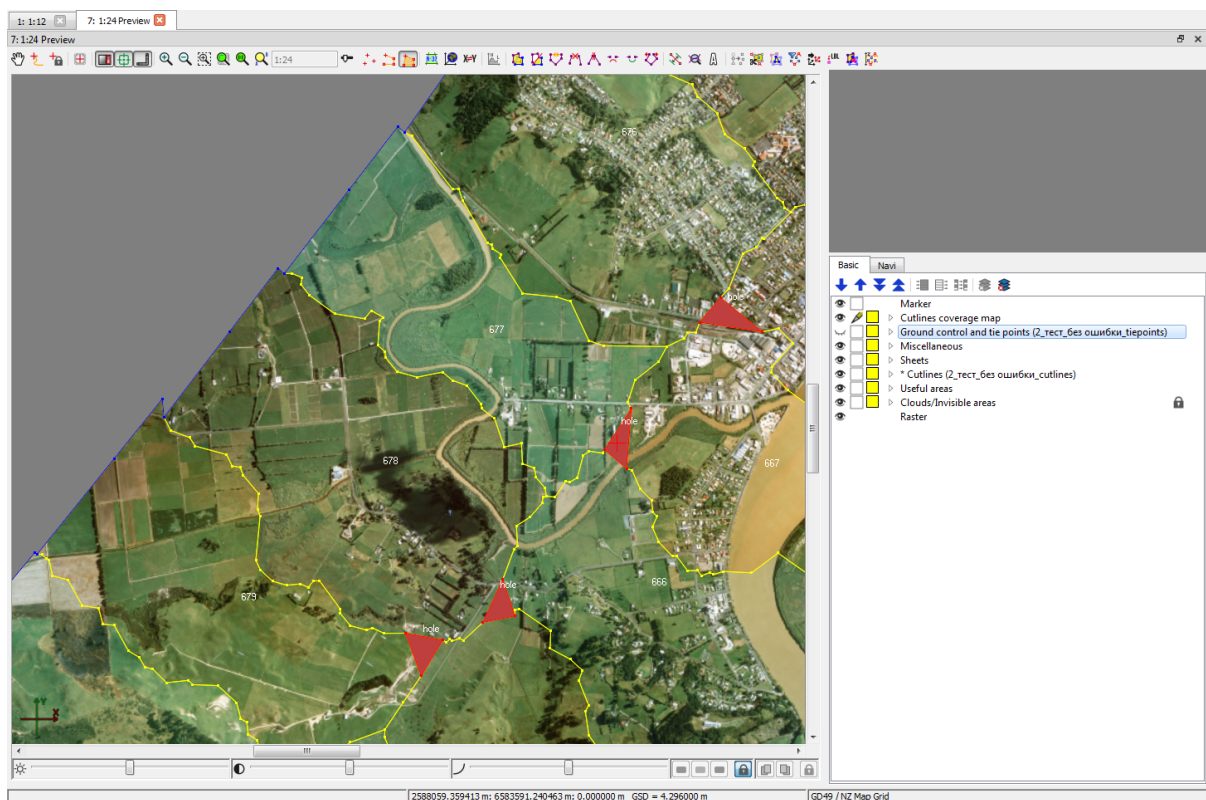 1: 1:12
7: 1:24 Preview
7: 1:24 Preview
1:24
676
hole
677
hole
678
667
hole
666
679
hole
Y
X
Basic
Navi
Marker
Cutlines coverage map
Ground control and tie points (2_тест_без ошибки_tiepoints)
Miscellaneous
Sheets
* Cutlines (2_тест_без ошибки_cutlines)
Useful areas
Clouds/Invisible areas
Raster
2588059.359413 m; 6583591.240463 m; 0.000000 m GSD = 4.296000 m
GD49 / NZ Map Grid